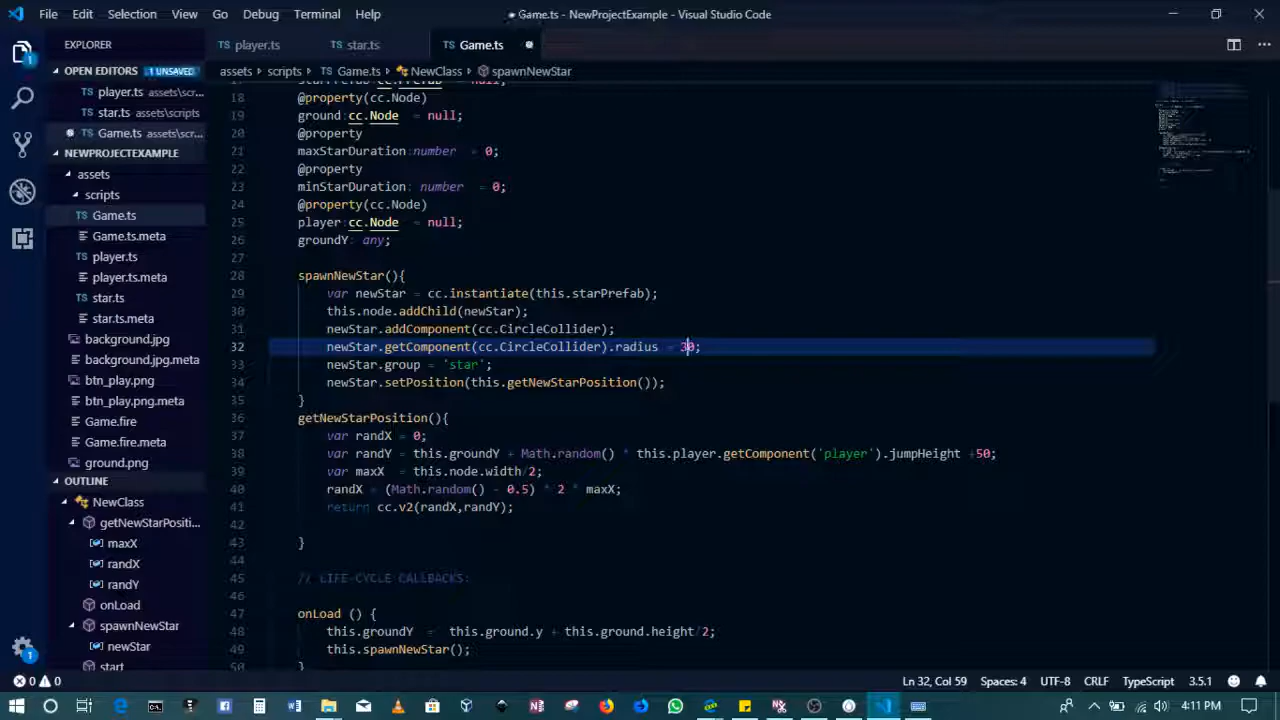 File Edit Selection View Go Debug Terminal Help
● Game.ts - NewProjectExample - Visual Studio Code
EXPLORER
OPEN EDITORS 1 UNSAVED
player.ts assets\scr...
star.ts assets\scripts
Game.ts assets\scr...
NEWPROJECTEXAMPLE
assets
scripts
TS Game.ts
Game.ts.meta
TS player.ts
player.ts.meta
TS star.ts
star.ts.meta
background.jpg
background.jpg.meta
btn_play.png
btn_play.png.meta
Game.fire
Game.fire.meta
ground.png
OUTLINE
NewClass
getNewStarPositi...
maxX
randX
randY
onLoad
spawnNewStar
newStar
start
TS player.ts TS star.ts TS Game.ts
assets > scripts > TS Game.ts > NewClass > spawnNewStar
18 @property(cc.Node)
19 ground:cc.Node = null;
20 @property
21 maxStarDuration:number = 0;
22 @property
23 minStarDuration: number = 0;
24 @property(cc.Node)
25 player:cc.Node = null;
26 groundY: any;
27
28 spawnNewStar(){
29 var newStar = cc.instantiate(this.starPrefab);
30 this.node.addChild(newStar);
31 newStar.addComponent(cc.CircleCollider);
32 newStar.getComponent(cc.CircleCollider).radius = 30;
33 newStar.group = 'star';
34 newStar.setPosition(this.getNewStarPosition());
35 }
36 getNewStarPosition(){
37 var randX = 0;
38 var randY = this.groundY + Math.random() * this.player.getComponent('player').jumpHeight +50;
39 var maxX = this.node.width/2;
40 randX = (Math.random() - 0.5) * 2 * maxX;
41 return cc.v2(randX,randY);
42
43 }
44
45 // LIFE-CYCLE CALLBACKS:
46
47 onLoad () {
48 this.groundY = this.ground.y + this.ground.height/2;
49 this.spawnNewStar();
50 }
0 0 Ln 32, Col 59 Spaces: 4 UTF-8 CRLF TypeScript 3.5.1
4:11 PM